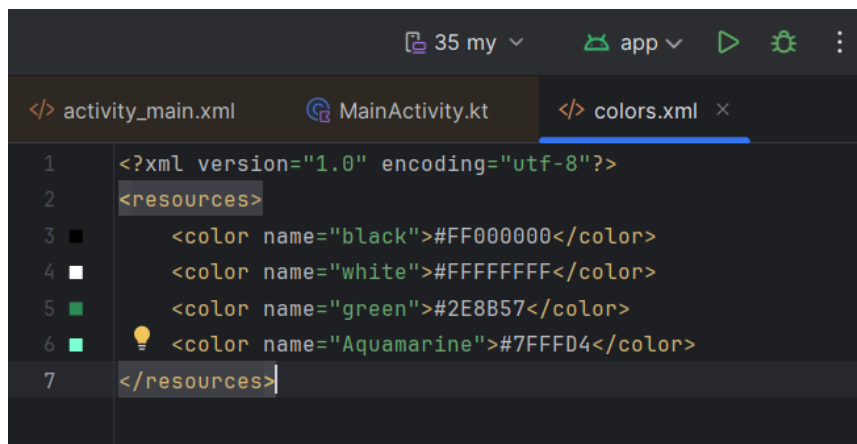 35 my app
</> activity_main.xml MainActivity.kt </> colors.xml
1 <?xml version="1.0" encoding="utf-8"?>
2 <resources>
3 <color name="black">#FF000000</color>
4 <color name="white">#FFFFFFFF</color>
5 <color name="green">#2E8B57</color>
6 <color name="Aquamarine">#7FFFD4</color>
7 </resources>